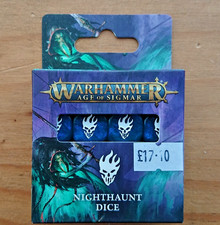 WARHAMMER
AGE OF SIGMAR
£17.10
NIGHTHAUNT
DICE